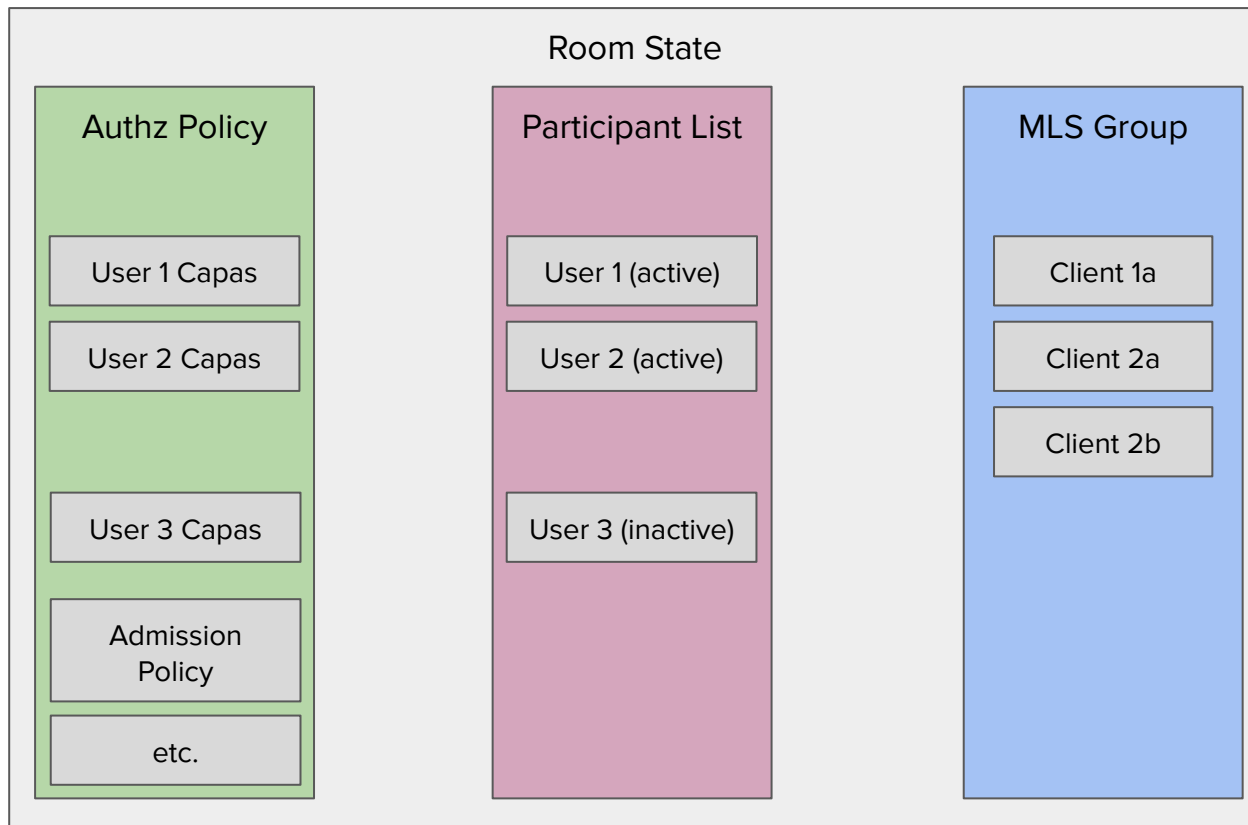 Room State
Authz Policy
User 1 Capas
User 2 Capas
User 3 Capas
Admission
Policy
etc.
Participant List
User 1 (active)
User 2 (active)
User 3 (inactive)
MLS Group
Client 1a
Client 2a
Client 2b